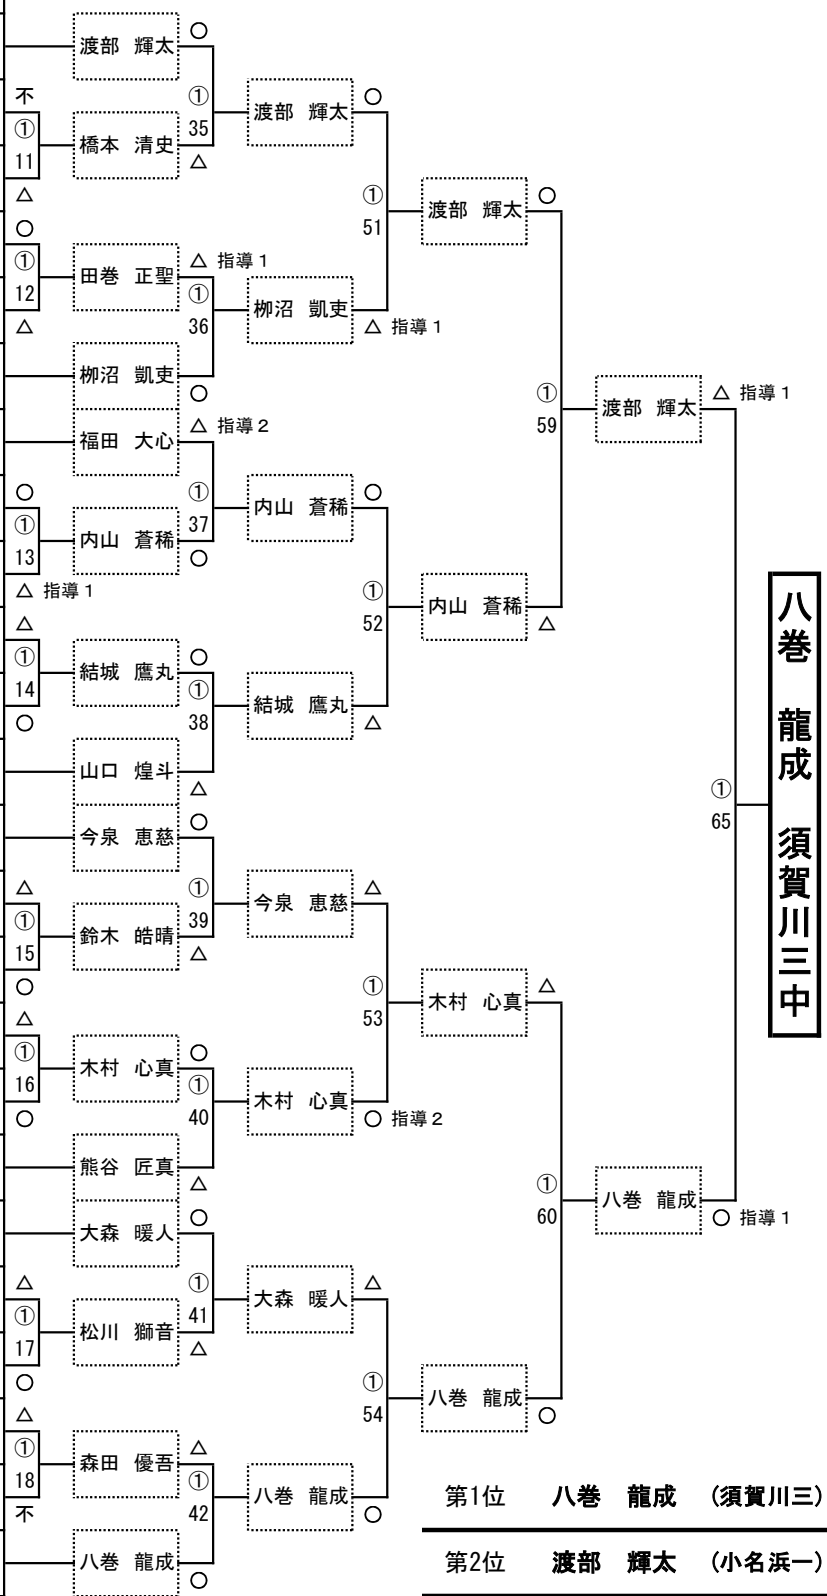 渡部 輝太 ○
不 ①
① 35 渡部 輝太 ○
11 橋本 清史 △
△ ① 渡部 輝太 ○
○ 51
① 田巻 正聖 △ 指導1
12 ① 栁沼 凱吏
△ 36 △ 指導1
栁沼 凱吏 ○ ① 渡部 輝太 △ 指導1
福田 大心 △ 指導2 59
○ ① 内山 蒼稀 ○
① 37
13 内山 蒼稀 ○
△ 指導1 ① 内山 蒼稀 △
△ 52
① 結城 鷹丸 ○
14 ① 結城 鷹丸
○ 38 △
山口 煌斗 △ ①
今泉 恵慈 ○ 65
八巻 龍成 須賀川三中
△ ① 今泉 恵慈 △
① 39
15 鈴木 皓晴 △
○ ① 木村 心真 △
△ 53
① 木村 心真 ○
16 ① 木村 心真
○ 40 ○ 指導2
熊谷 匠真 △ ① 八巻 龍成 ○ 指導1
大森 暖人 ○ 60
△ ① 大森 暖人 △
① 41
17 松川 獅音 △
○ ① 八巻 龍成 ○
△ 54
① 森田 優吾 △
18 ① 八巻 龍成
不 42 ○
八巻 龍成 ○
第1位 八巻 龍成 (須賀川三)
第2位 渡部 輝太 (小名浜一)